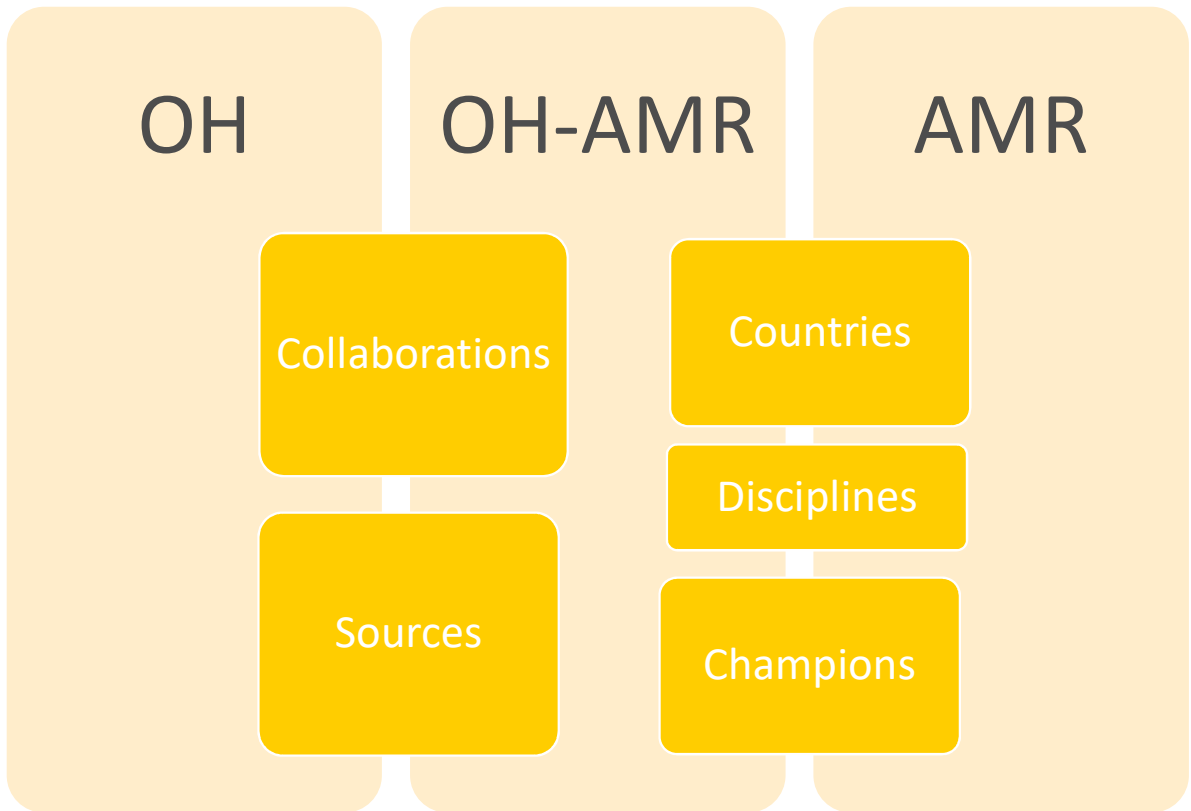 OH
OH-AMR
AMR
Collaborations
Sources
Countries
Disciplines
Champions